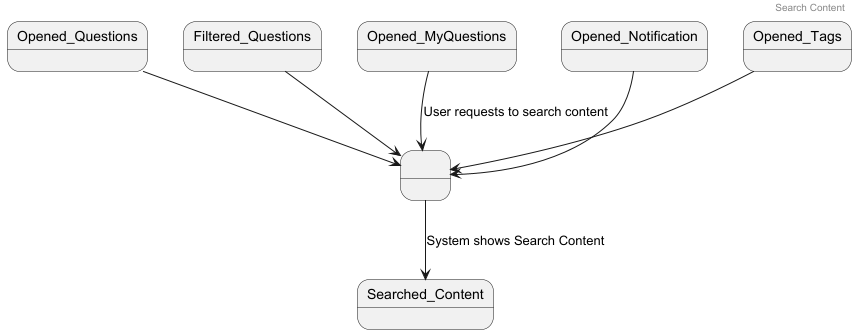 Search Content
Opened_Questions
Filtered_Questions
Opened_MyQuestions
Opened_Notification
Opened_Tags
User requests to search content
System shows Search Content
Searched_Content